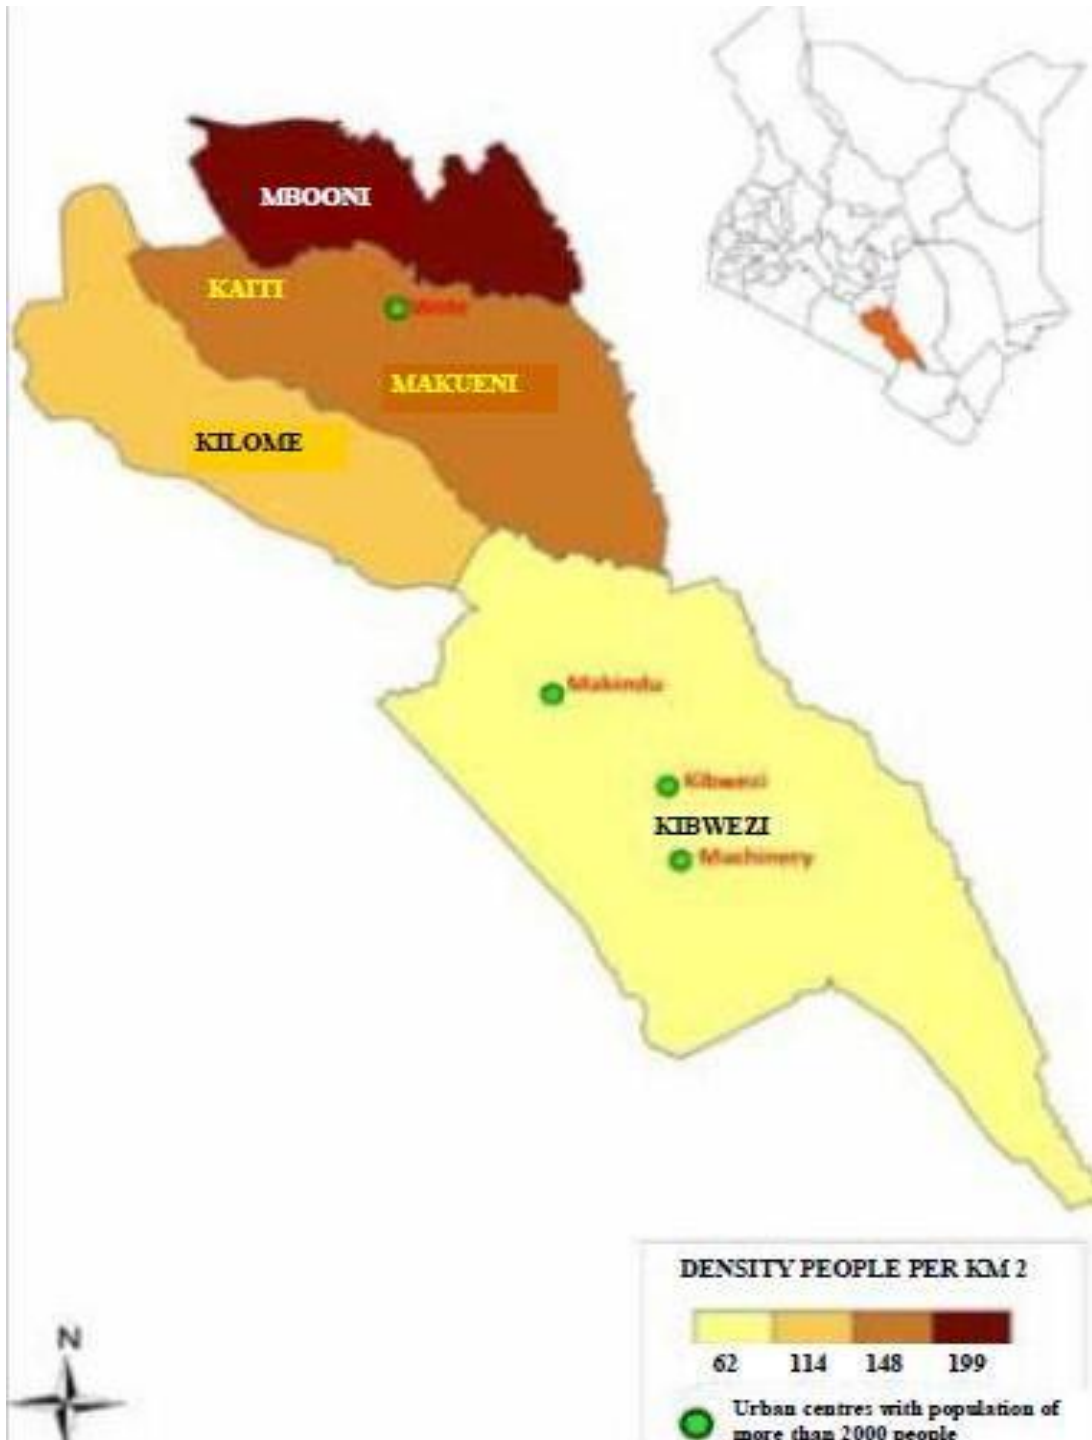 MBOONI
KAITI
MAKUENI
KILOME
Makindu
Kibwezi
KIBWEZI
Machinery
DENSITY PEOPLE PER KM 2
62 114 148 199
Urban centres with population of
more than 2000 people
N